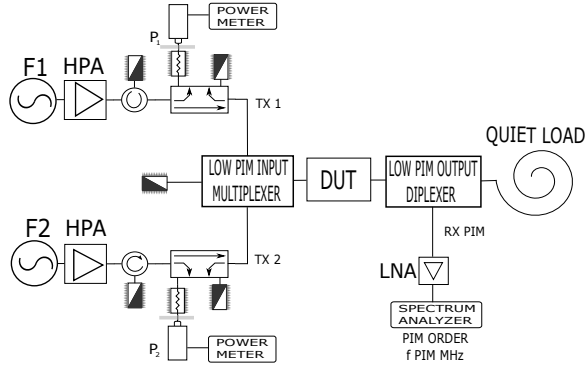 POWER
METER
P1
F1 HPA
TX 1
QUIET LOAD
LOW PIM INPUT
MULTIPLEXER
DUT
LOW PIM OUTPUT
DIPLEXER
F2 HPA
TX 2
RX PIM
LNA
SPECTRUM
ANALYZER
P2
POWER
METER
PIM ORDER
f PIM MHz